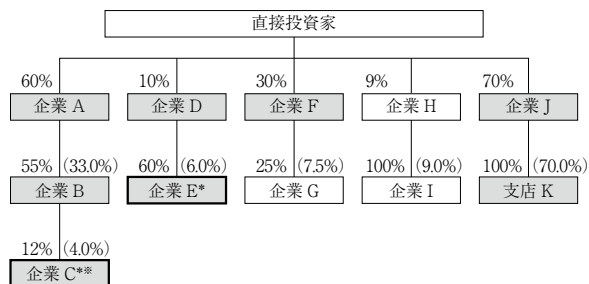 直接投資家
60% 10% 30% 9% 70%
企業 A 企業 D 企業 F 企業 H 企業 J
55% (33.0%) 60% (6.0%) 25% (7.5%) 100% (9.0%) 100% (70.0%)
企業 B 企業 E* 企業 G 企業 I 支店 K
12% (4.0%)
企業 C*※